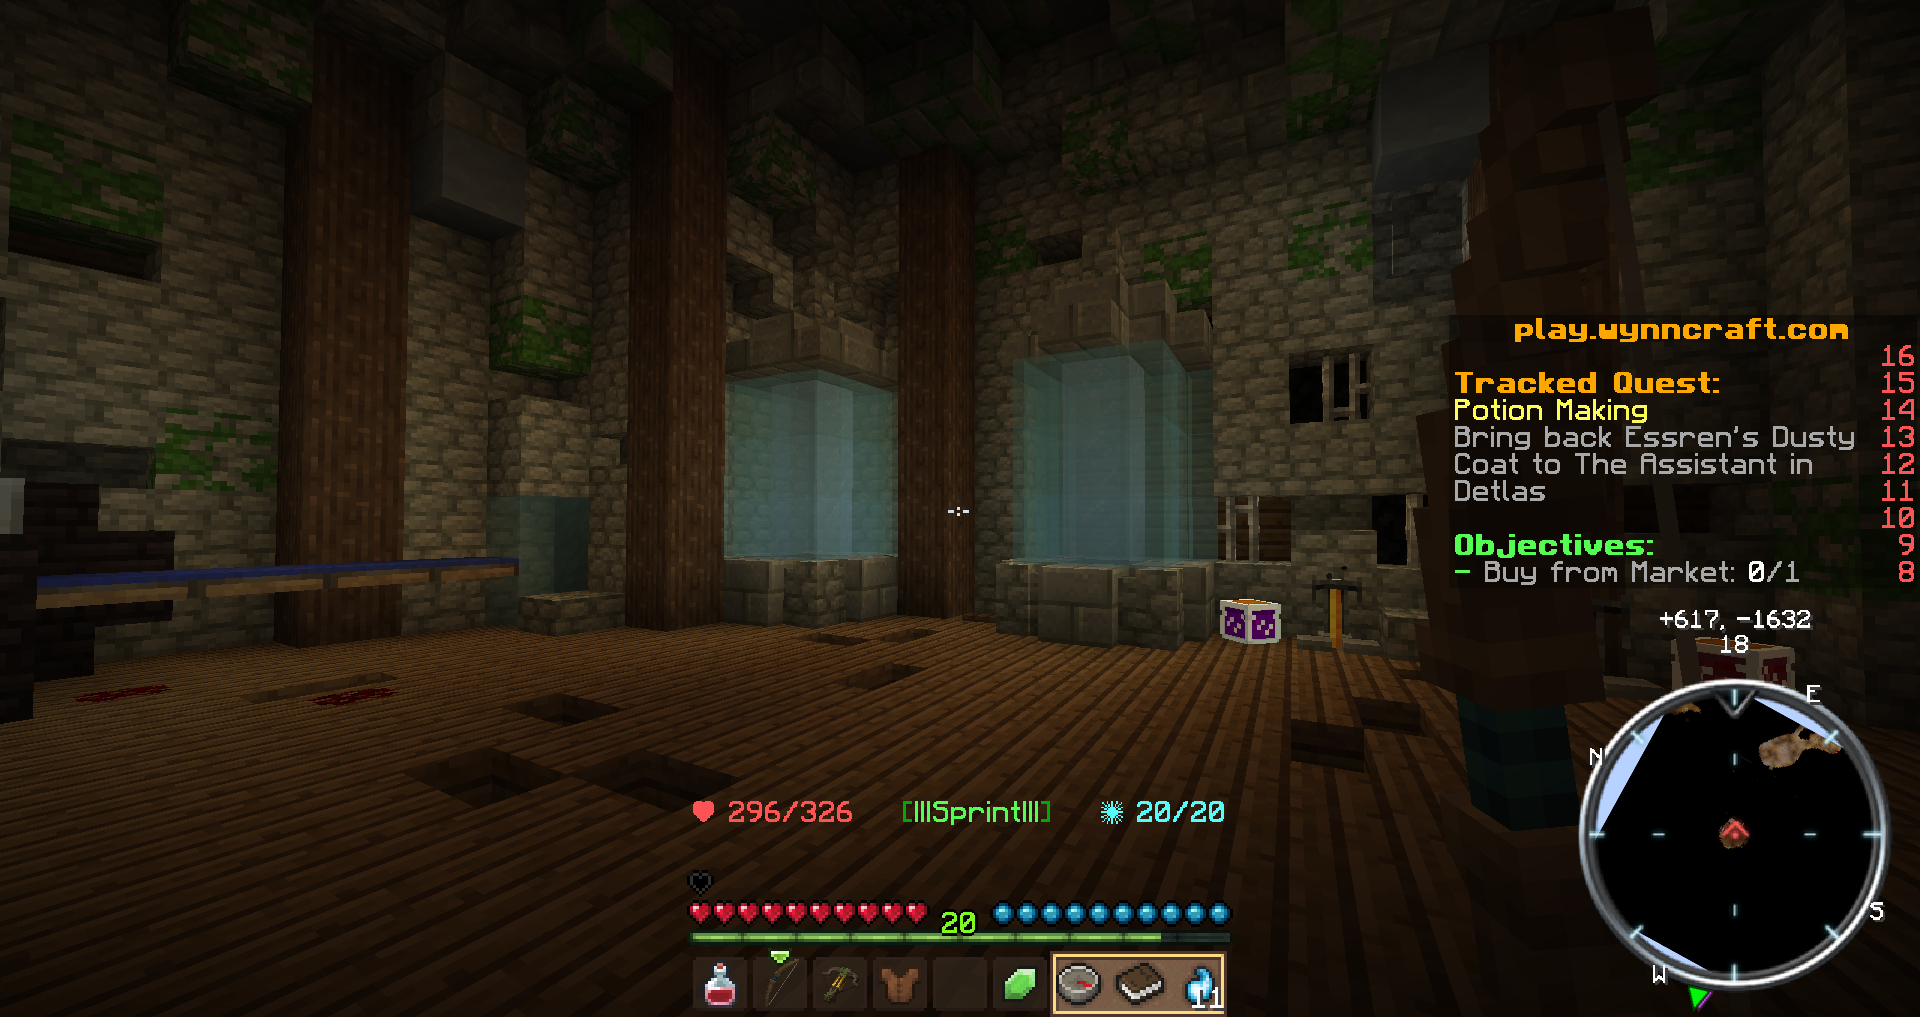 play.wynncraft.com
16
Tracked Quest: 15
Potion Making 14
Bring back Essren's Dusty 13
Coat to The Assistant in 12
Detlas 11
10
Objectives: 9
- Buy from Market: 0/1 8
+617, -1632
18
E
N
S
W
296/326 [|||Sprint|||] 20/20
20
11